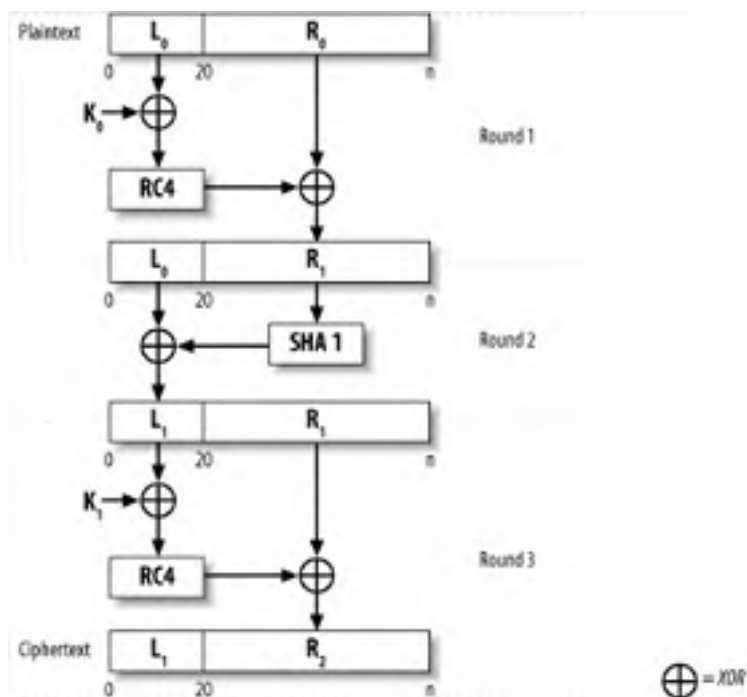 Plaintext L₀ R₀
0 20 n
K₀
Round 1
RC4
L₀ R₁
0 20 n
SHA 1
Round 2
L₁ R₁
0 20 n
K₁
Round 3
RC4
Ciphertext L₁ R₂
0 20 n
= XOR